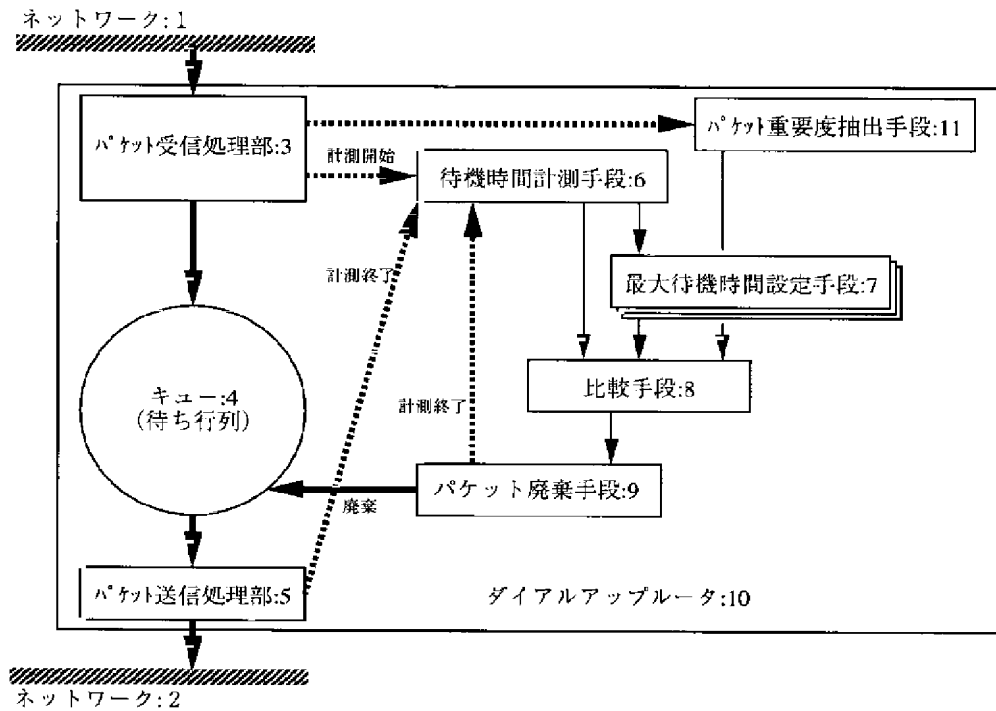 ネットワーク:1
パケット受信処理部:3
パケット重要度抽出手段:11
計測開始
待機時間計測手段:6
計測終了
最大待機時間設定手段:7
キュー:4
(待ち行列)
計測終了
比較手段:8
パケット廃棄手段:9
廃棄
パケット送信処理部:5
ダイアルアップルータ:10
ネットワーク:2